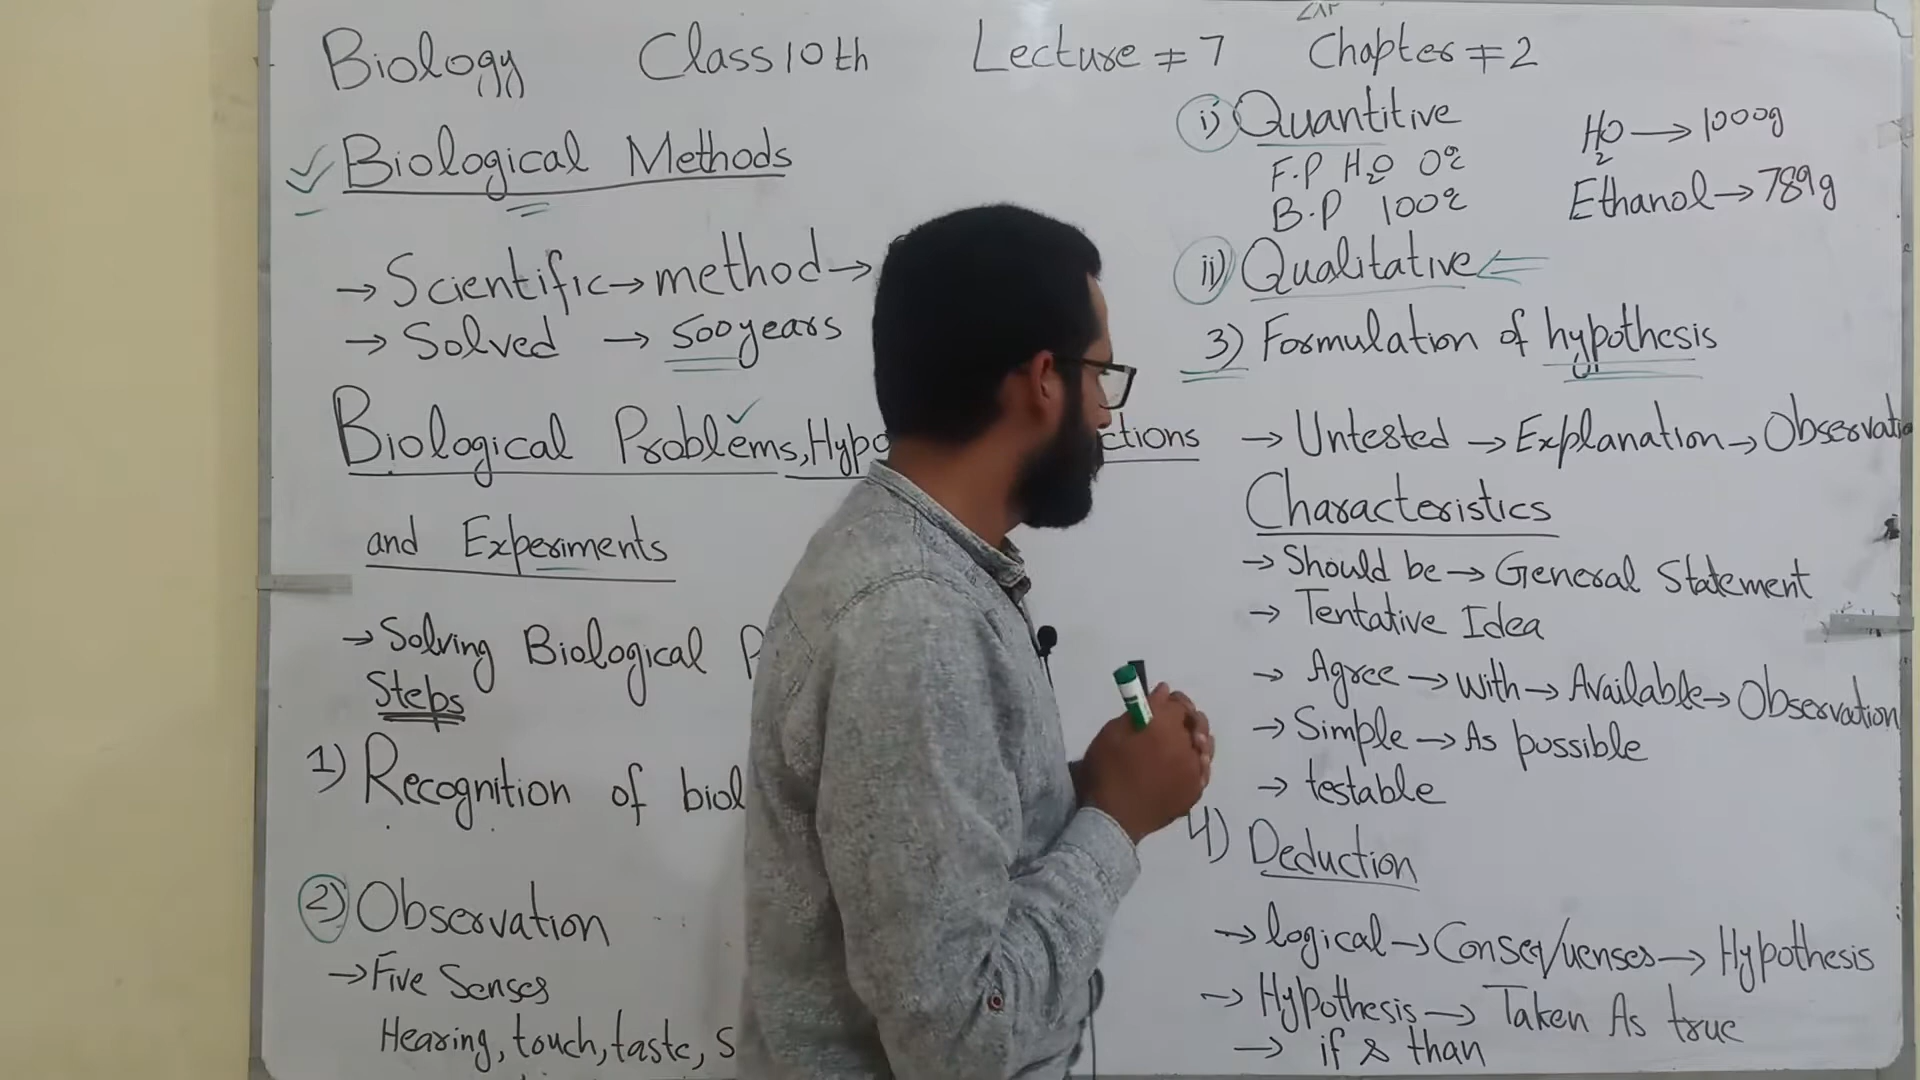 Biology Class 10th Lecture # 7 Chapter # 2
Biological Methods
→ Scientific → method →
→ Solved → 500 years
Biological Problems, Hypo ctions
and Experiments
→ Solving Biological P
Steps
1) Recognition of biol
2) Observation
→ Five Senses
Hearing, touch, taste, S
i) Quantitive
F.P H2O 0°C
B.P 100°C
H2O → 1000g
Ethanol → 789g
ii) Qualitative
3) Formulation of hypothesis
→ Untested → Explanation → Observatio
Characteristics
→ Should be → General Statement
→ Tentative Idea
→ Agree → with → Available → Observation
→ Simple → As possible
→ testable
4) Deduction
→ logical → Consequenses → Hypothesis
→ Hypothesis → Taken As true
→ if & than